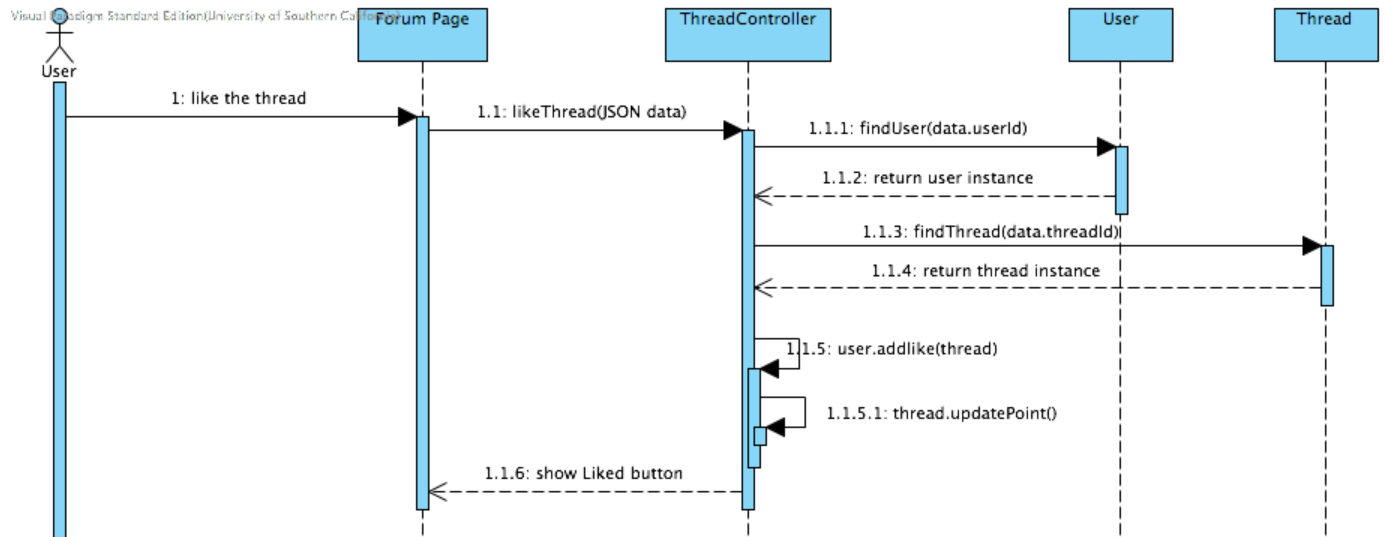 Visual Paradigm Standard Edition(University of Southern California)
Forum Page
ThreadController
User
Thread
User
1: like the thread
1.1: likeThread(JSON data)
1.1.1: findUser(data.userId)
1.1.2: return user instance
1.1.3: findThread(data.threadId)
1.1.4: return thread instance
1.1.5: user.addlike(thread)
1.1.5.1: thread.updatePoint()
1.1.6: show Liked button